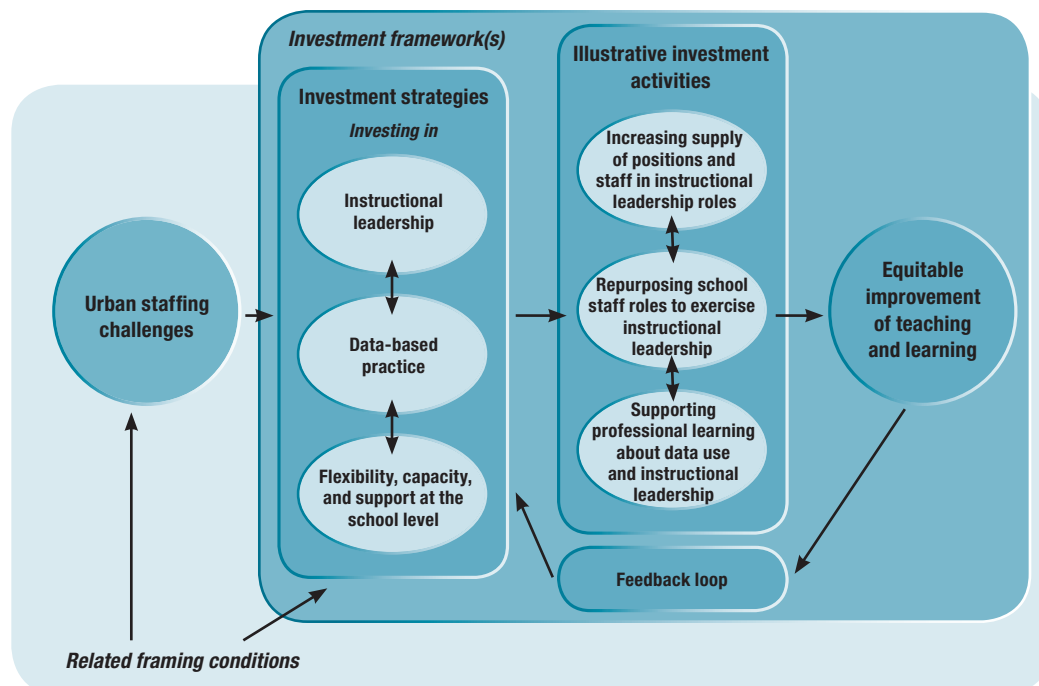 Investment framework(s)
Investment strategies
Investing in
Instructional
leadership
Data-based
practice
Flexibility, capacity,
and support at the
school level
Illustrative investment
activities
Increasing supply
of positions and
staff in instructional
leadership roles
Repurposing school
staff roles to exercise
instructional
leadership
Supporting
professional learning
about data use
and instructional
leadership
Feedback loop
Urban staffing
challenges
Equitable
improvement
of teaching
and learning
Related framing conditions